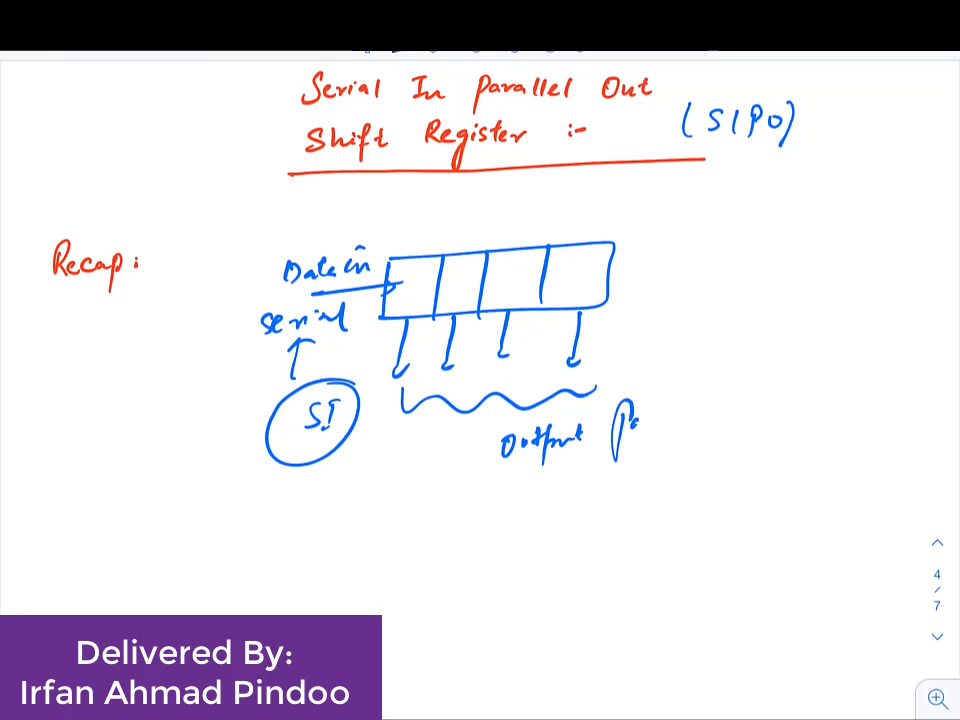 Serial In Parallel Out
Shift Register :-
(SIPO)
Recap:
Data in
Serial
SI
Output
4
/
7
Delivered By:
Irfan Ahmad Pindoo